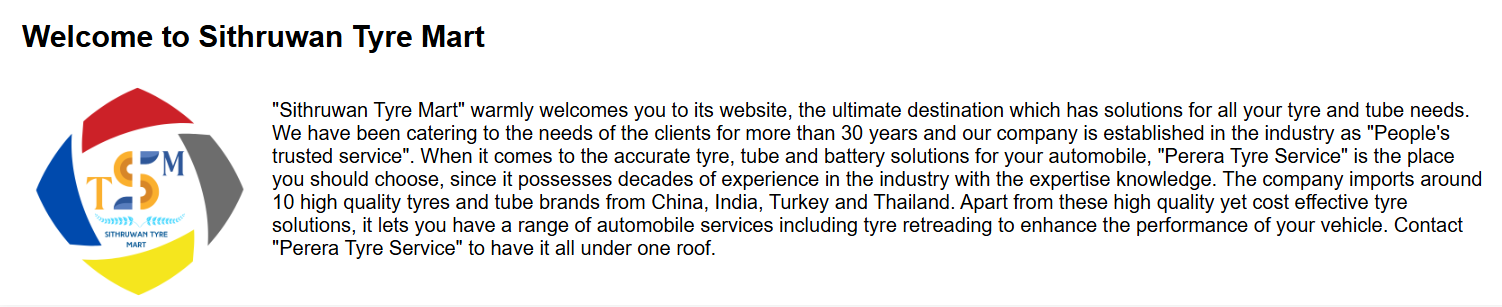 Welcome to Sithruwan Tyre Mart
"Sithruwan Tyre Mart" warmly welcomes you to its website, the ultimate destination which has solutions for all your tyre and tube needs.
We have been catering to the needs of the clients for more than 30 years and our company is established in the industry as "People's
trusted service". When it comes to the accurate tyre, tube and battery solutions for your automobile, "Perera Tyre Service" is the place
you should choose, since it possesses decades of experience in the industry with the expertise knowledge. The company imports around
10 high quality tyres and tube brands from China, India, Turkey and Thailand. Apart from these high quality yet cost effective tyre
solutions, it lets you have a range of automobile services including tyre retreading to enhance the performance of your vehicle. Contact
"Perera Tyre Service" to have it all under one roof.
T S M
SITHRUWAN TYRE
MART